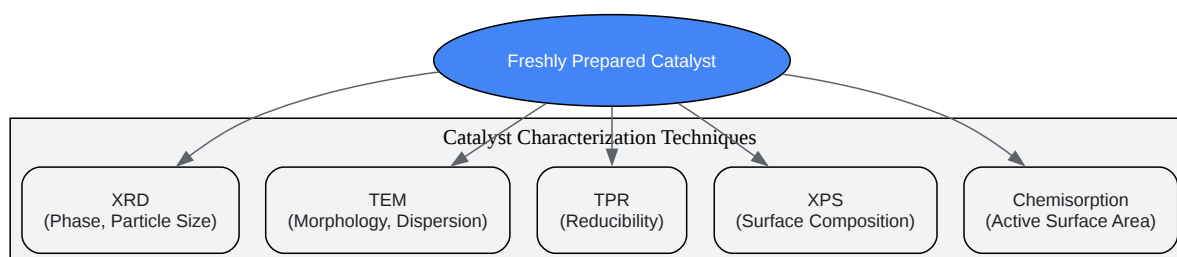 Freshly Prepared Catalyst
Catalyst Characterization Techniques
XRD
(Phase, Particle Size)
TEM
(Morphology, Dispersion)
TPR
(Reducibility)
XPS
(Surface Composition)
Chemisorption
(Active Surface Area)